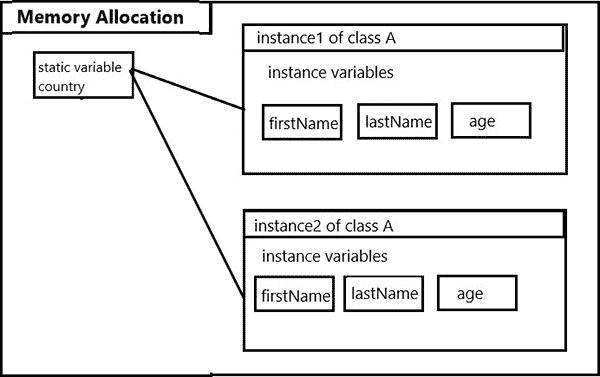 Memory Allocation
static variable
country
instance1 of class A
instance variables
firstName
lastName
age
instance2 of class A
instance variables
firstName
lastName
age